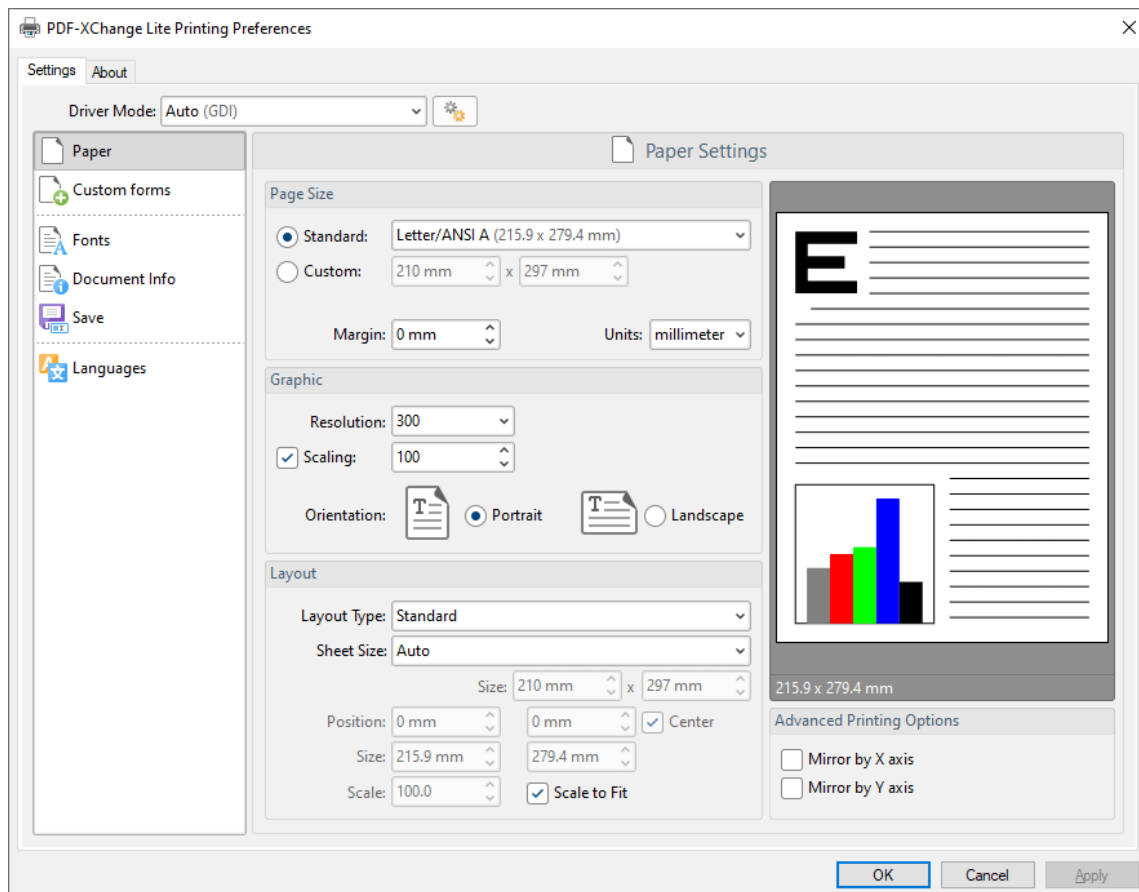 PDF-XChange Lite Printing Preferences
Settings About
Driver Mode: Auto (GDI)
Paper
Custom forms
Fonts
Document Info
Save
Languages
Paper Settings
Page Size
Standard: Letter/ANSI A (215.9 x 279.4 mm)
Custom: 210 mm x 297 mm
Margin: 0 mm Units: millimeter
Graphic
Resolution: 300
Scaling: 100
Orientation: T Portrait T Landscape
Layout
Layout Type: Standard
Sheet Size: Auto
Size: 210 mm x 297 mm
Position: 0 mm 0 mm Center
Size: 215.9 mm 279.4 mm
Scale: 100.0 Scale to Fit
E
215.9 x 279.4 mm
Advanced Printing Options
Mirror by X axis
Mirror by Y axis
OK Cancel Apply